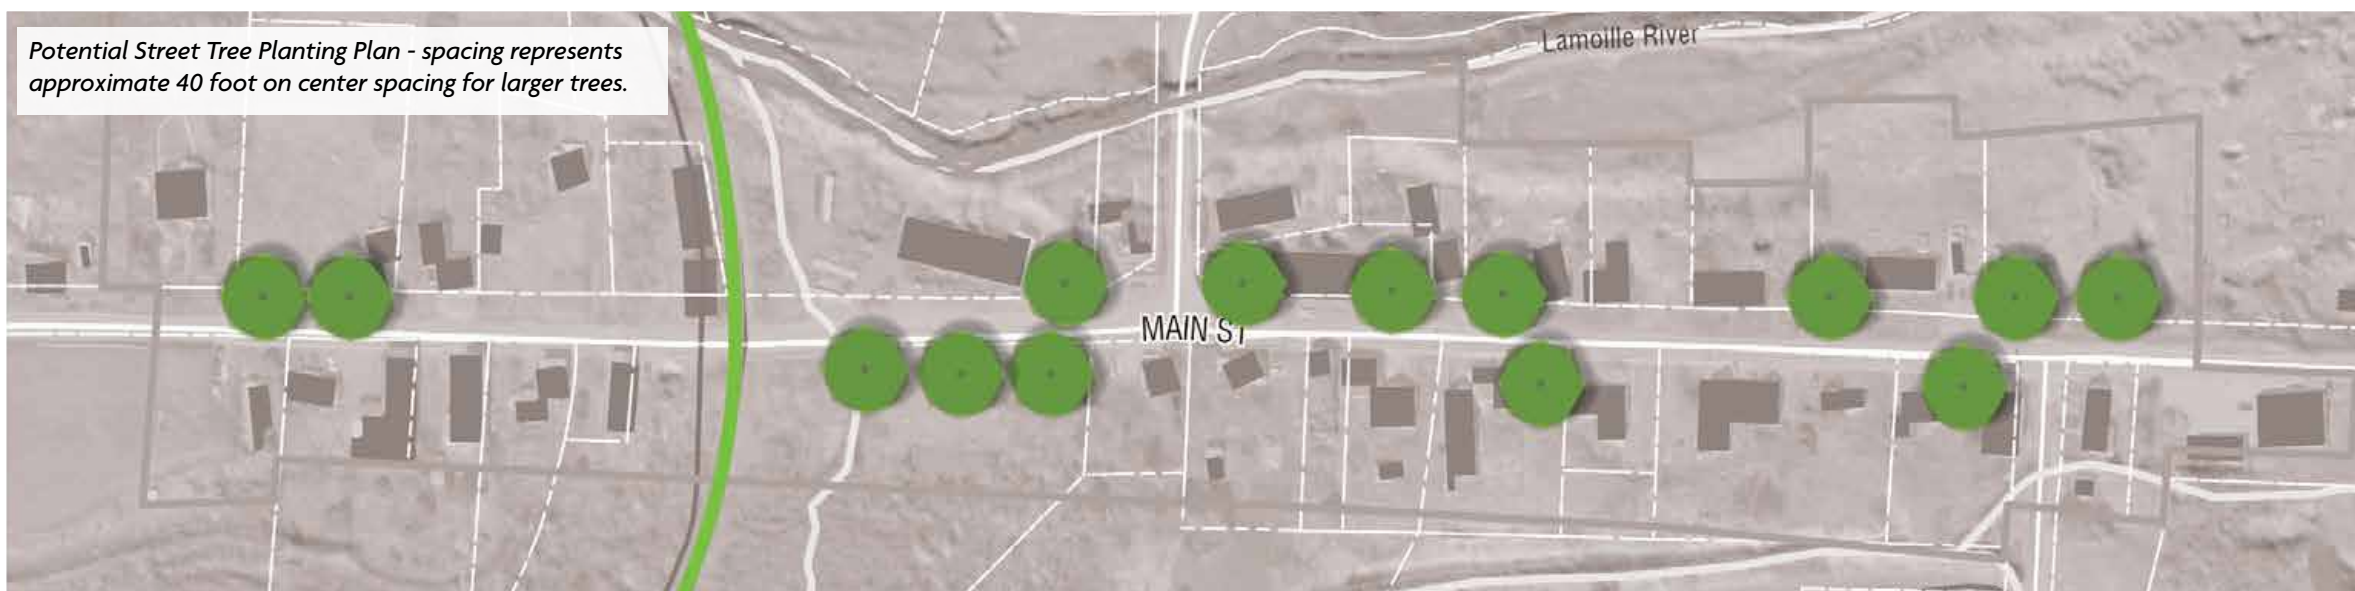 Potential Street Tree Planting Plan - spacing represents
approximate 40 foot on center spacing for larger trees.
Lamoille River
MAIN ST